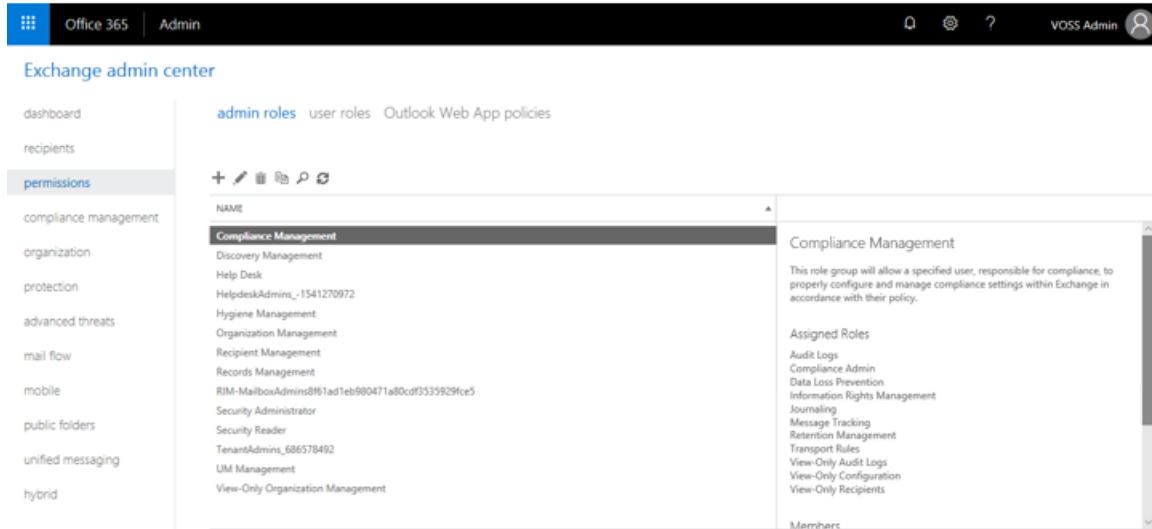 Office 365 Admin ? VOSS Admin
Exchange admin center
dashboard
recipients
permissions
compliance management
organization
protection
advanced threats
mail flow
mobile
public folders
unified messaging
hybrid
admin roles user roles Outlook Web App policies
NAME
Compliance Management
Discovery Management
Help Desk
HelpdeskAdmins_-1541270972
Hygiene Management
Organization Management
Recipient Management
Records Management
RIM-MailboxAdmins8f61ad1eb980471a80cdf3535929fce5
Security Administrator
Security Reader
TenantAdmins_686578492
UM Management
View-Only Organization Management
Compliance Management
This role group will allow a specified user, responsible for compliance, to
properly configure and manage compliance settings within Exchange in
accordance with their policy.
Assigned Roles
Audit Logs
Compliance Admin
Data Loss Prevention
Information Rights Management
Journaling
Message Tracking
Retention Management
Transport Rules
View-Only Audit Logs
View-Only Configuration
View-Only Recipients
Members